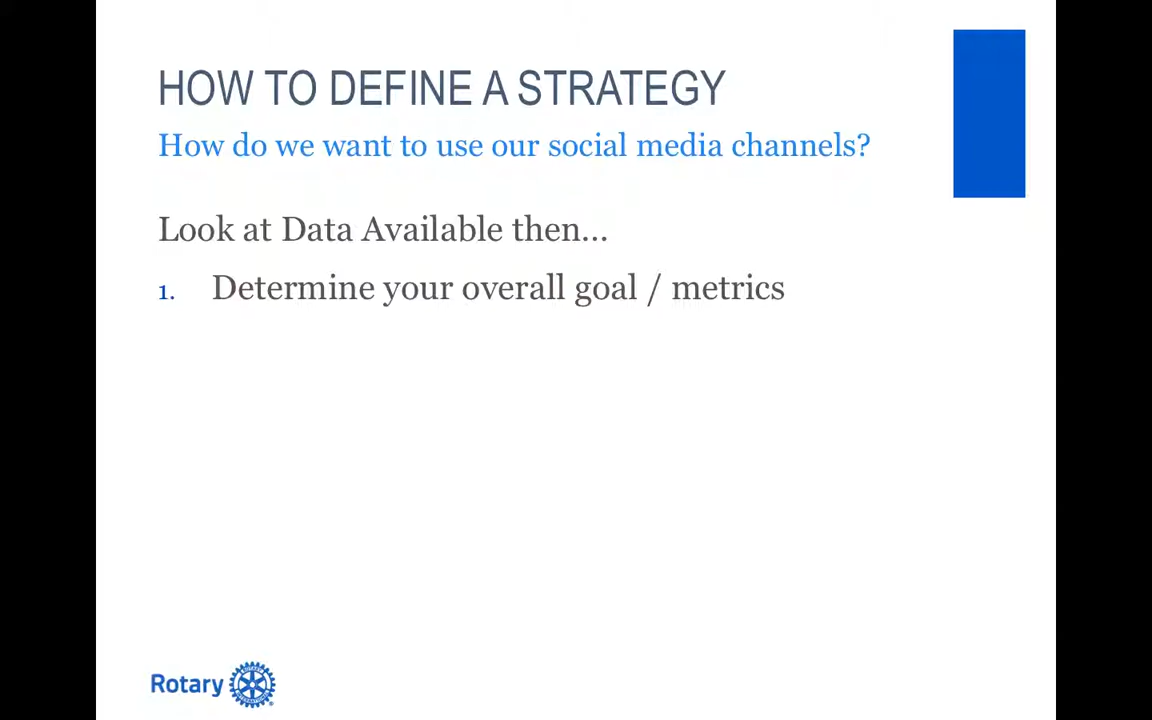 HOW TO DEFINE A STRATEGY
How do we want to use our social media channels?
Look at Data Available then...
1. Determine your overall goal / metrics
Rotary